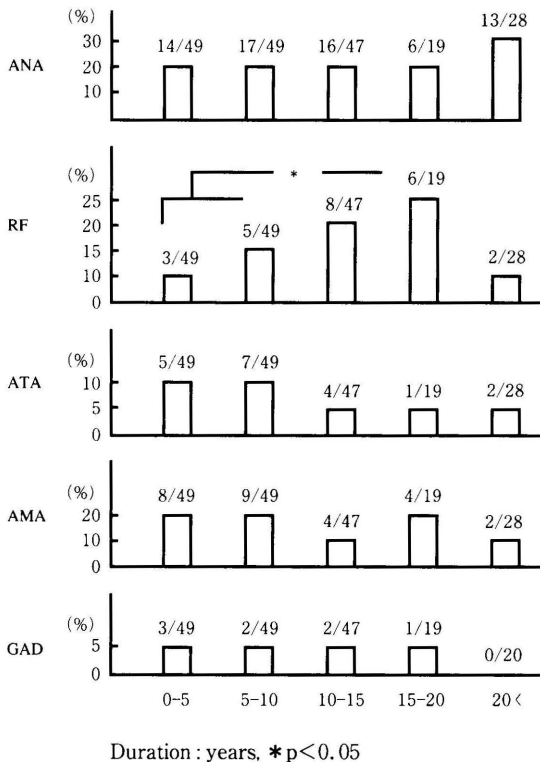 (%)
13/28
14/49 17/49 16/47 6/19
30
ANA
20
10
(%)
*
6/19
25
8/47
20
RF
5/49
15
3/49
2/28
10
0
(%)
5/49 7/49
ATA
10
4/47 1/19 2/28
5
0
(%)
8/49 9/49 4/19
AMA
20
4/47 2/28
10
0
(%)
3/49 2/49 2/47 1/19
GAD
5
0/20
0
0-5 5-10 10-15 15-20 20<
Duration : years, *p<0.05